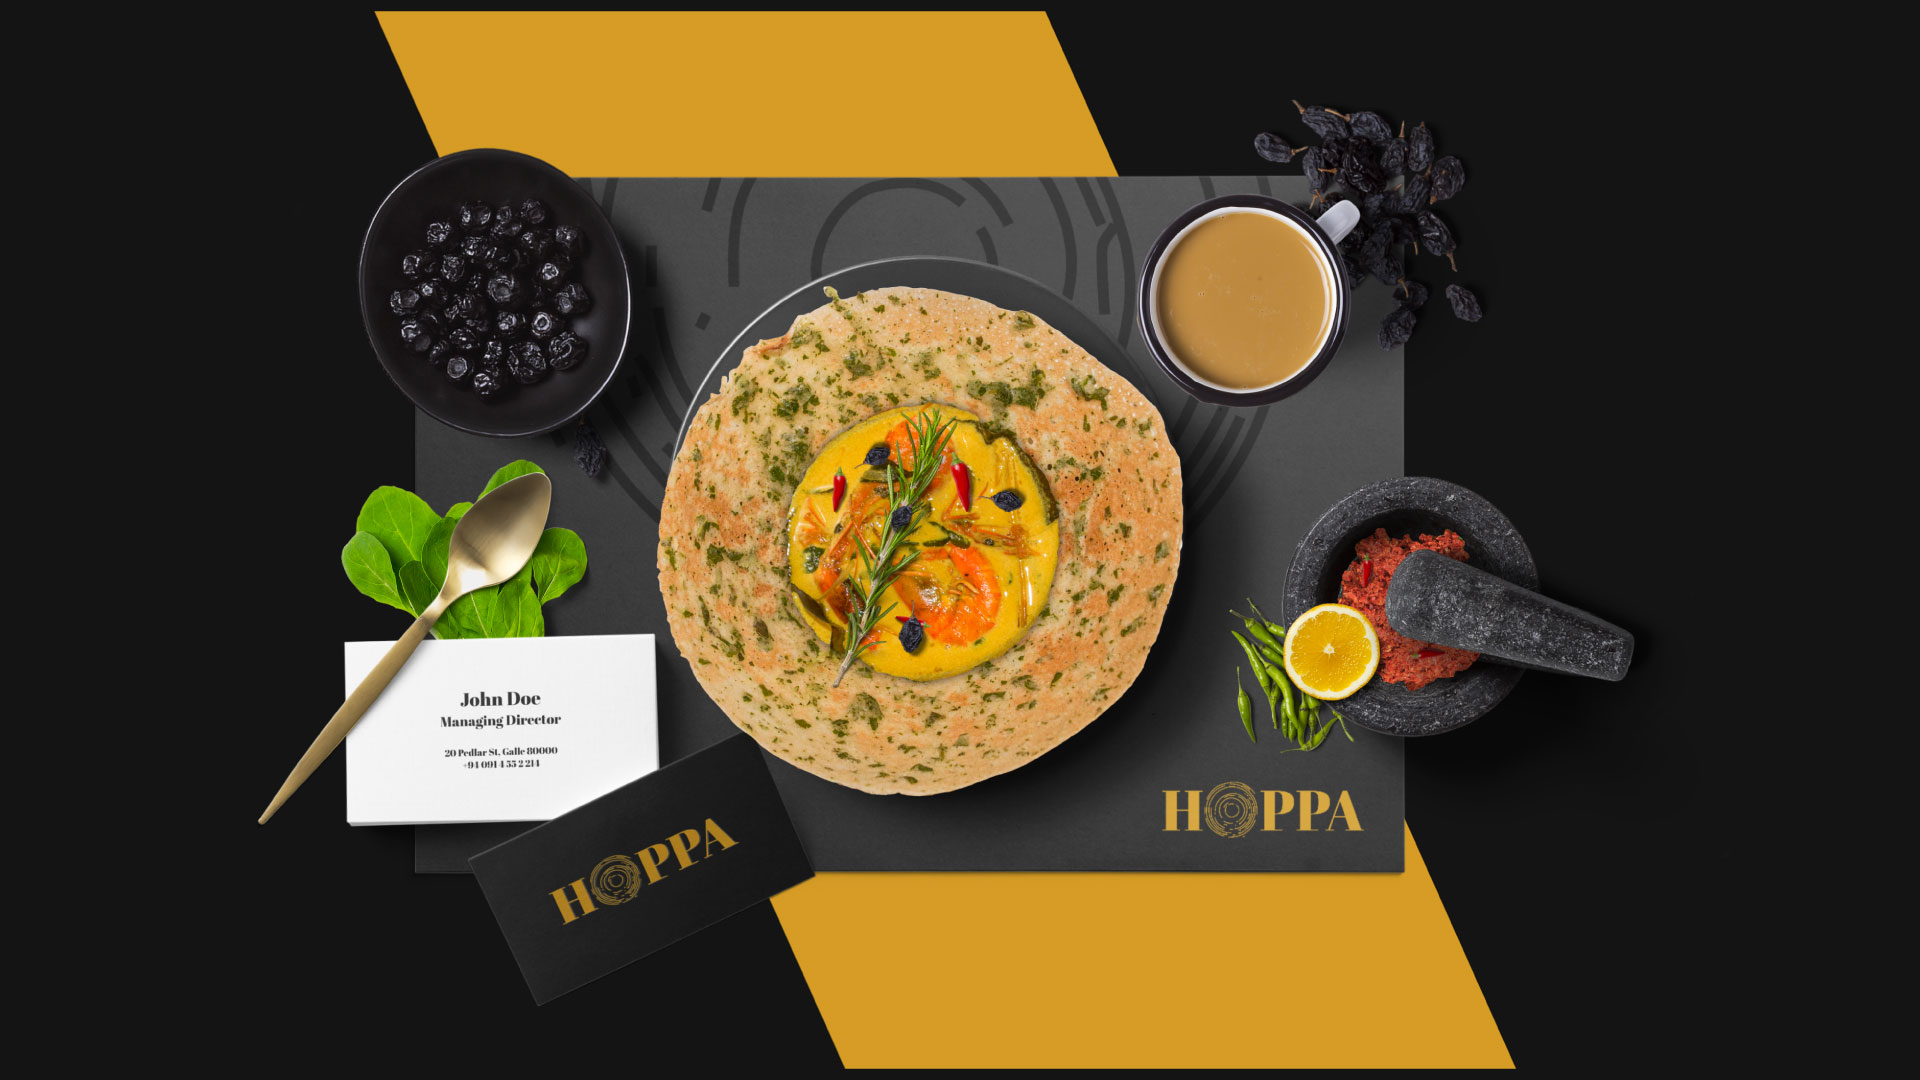 John Doe
Managing Director
20 Pedlar St. Galle 80000
+94 091 4 55 2 214
HOPPA
HOPPA